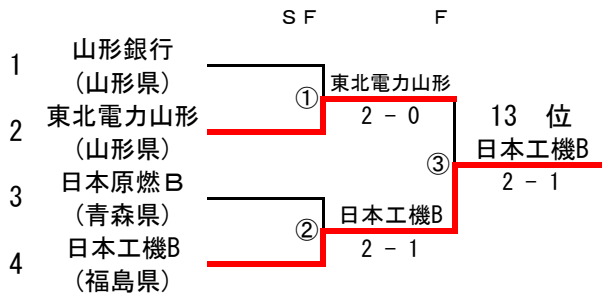 ＳＦ Ｆ
1 山形銀行
(山形県)
① 東北電力山形
2 東北電力山形 2 - 0 13 位
(山形県) ③ 日本工機B
3 日本原燃Ｂ 2 - 1
(青森県) ② 日本工機B
4 日本工機B 2 - 1
(福島県)